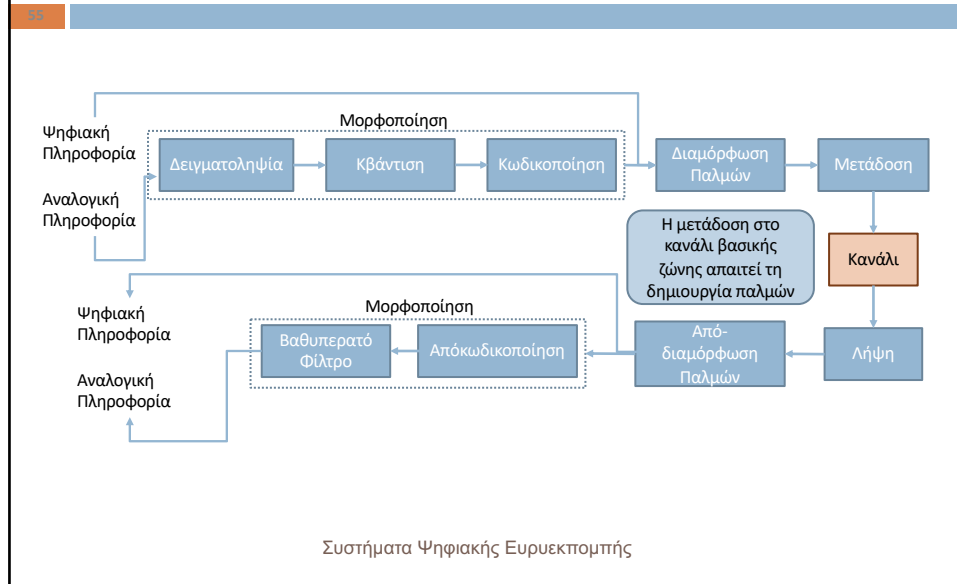 55
Μορφοποίηση
Ψηφιακή
Πληροφορία
Αναλογική
Πληροφορία
Δειγματοληψία
Κβάντιση
Κωδικοποίηση
Διαμόρφωση
Παλμών
Μετάδοση
Η μετάδοση στο
κανάλι βασικής
ζώνης απαιτεί τη
δημιουργία παλμών
Κανάλι
Μορφοποίηση
Ψηφιακή
Πληροφορία
Αναλογική
Πληροφορία
Βαθυπερατό
Φίλτρο
Απόκωδικοποίηση
Από-
διαμόρφωση
Παλμών
Λήψη
Συστήματα Ψηφιακής Ευρυεκπομπής